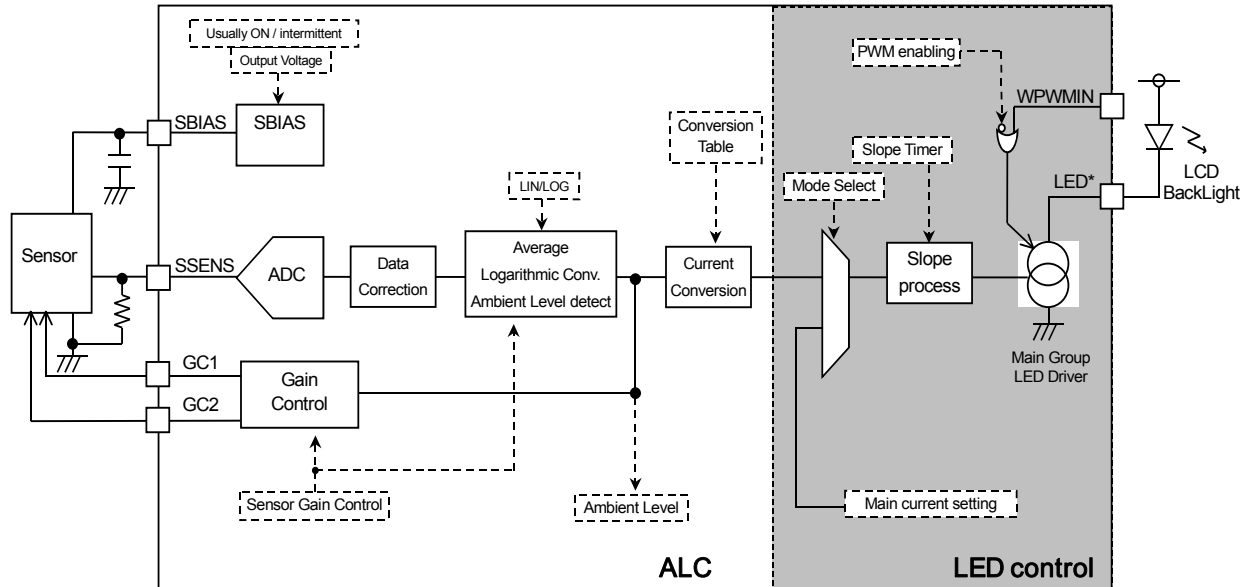 Usually ON / intermittent
Output Voltage
SBIAS
SBIAS
PWM enabling
WPWMIN
Conversion
Table
Slope Timer
LIN/LOG
Mode Select
LED*
LCD
BackLight
Sensor
SSENS
ADC
Data
Correction
Average
Logarithmic Conv.
Ambient Level detect
Current
Conversion
Slope
process
GC1
GC2
Gain
Control
Main Group
LED Driver
Sensor Gain Control
Ambient Level
Main current setting
ALC
LED control